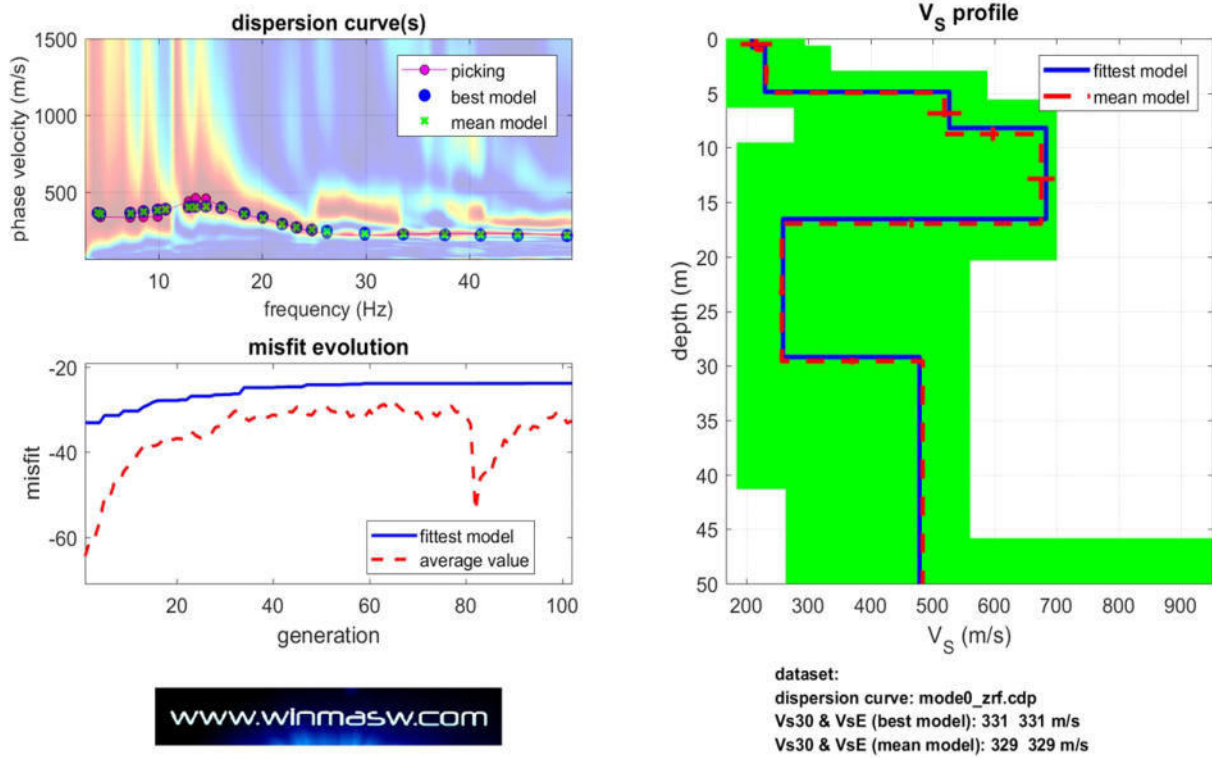 dispersion curve(s)
1500
1000
500
phase velocity (m/s)
picking
best model
mean model
10 20 30 40
frequency (Hz)
misfit evolution
-20
-40
-60
misfit
fittest model
average value
20 40 60 80 100
generation
www.winmasw.com
V_S profile
0
5
10
15
20
25
30
35
40
45
50
depth (m)
fittest model
mean model
200 300 400 500 600 700 800 900
V_S (m/s)
dataset:
dispersion curve: mode0_zrf.cdp
Vs30 & VsE (best model): 331 331 m/s
Vs30 & VsE (mean model): 329 329 m/s